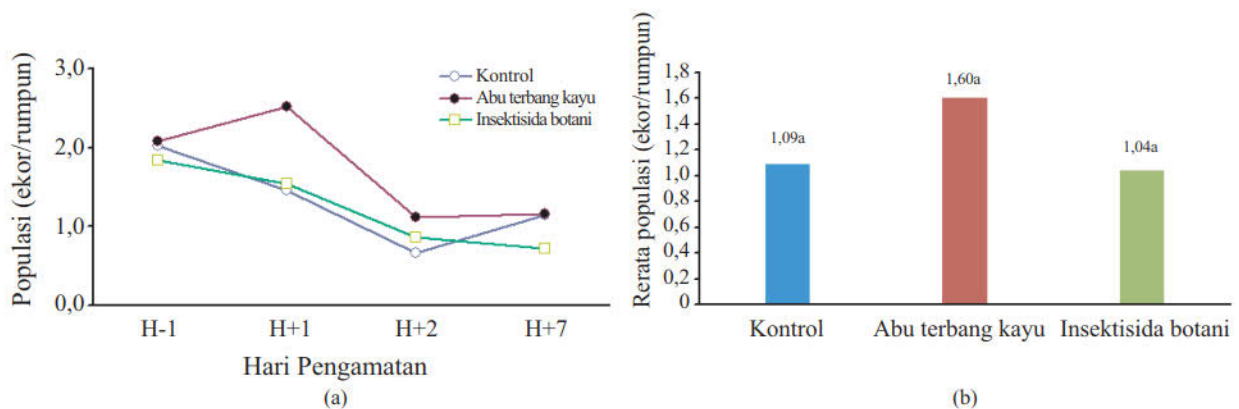 Populasi (ekor/rumpun)
3,0
2,0
1,0
0,0
Kontrol
Abu terbang kayu
Insektisida botani
H-1 H+1 H+2 H+7
Hari Pengamatan
(a)
Rerata populasi (ekor/rumpun)
1,8
1,6
1,4
1,2
1,0
0,8
0,6
0,4
0,2
0
1,09a
1,60a
1,04a
Kontrol Abu terbang kayu Insektisida botani
(b)